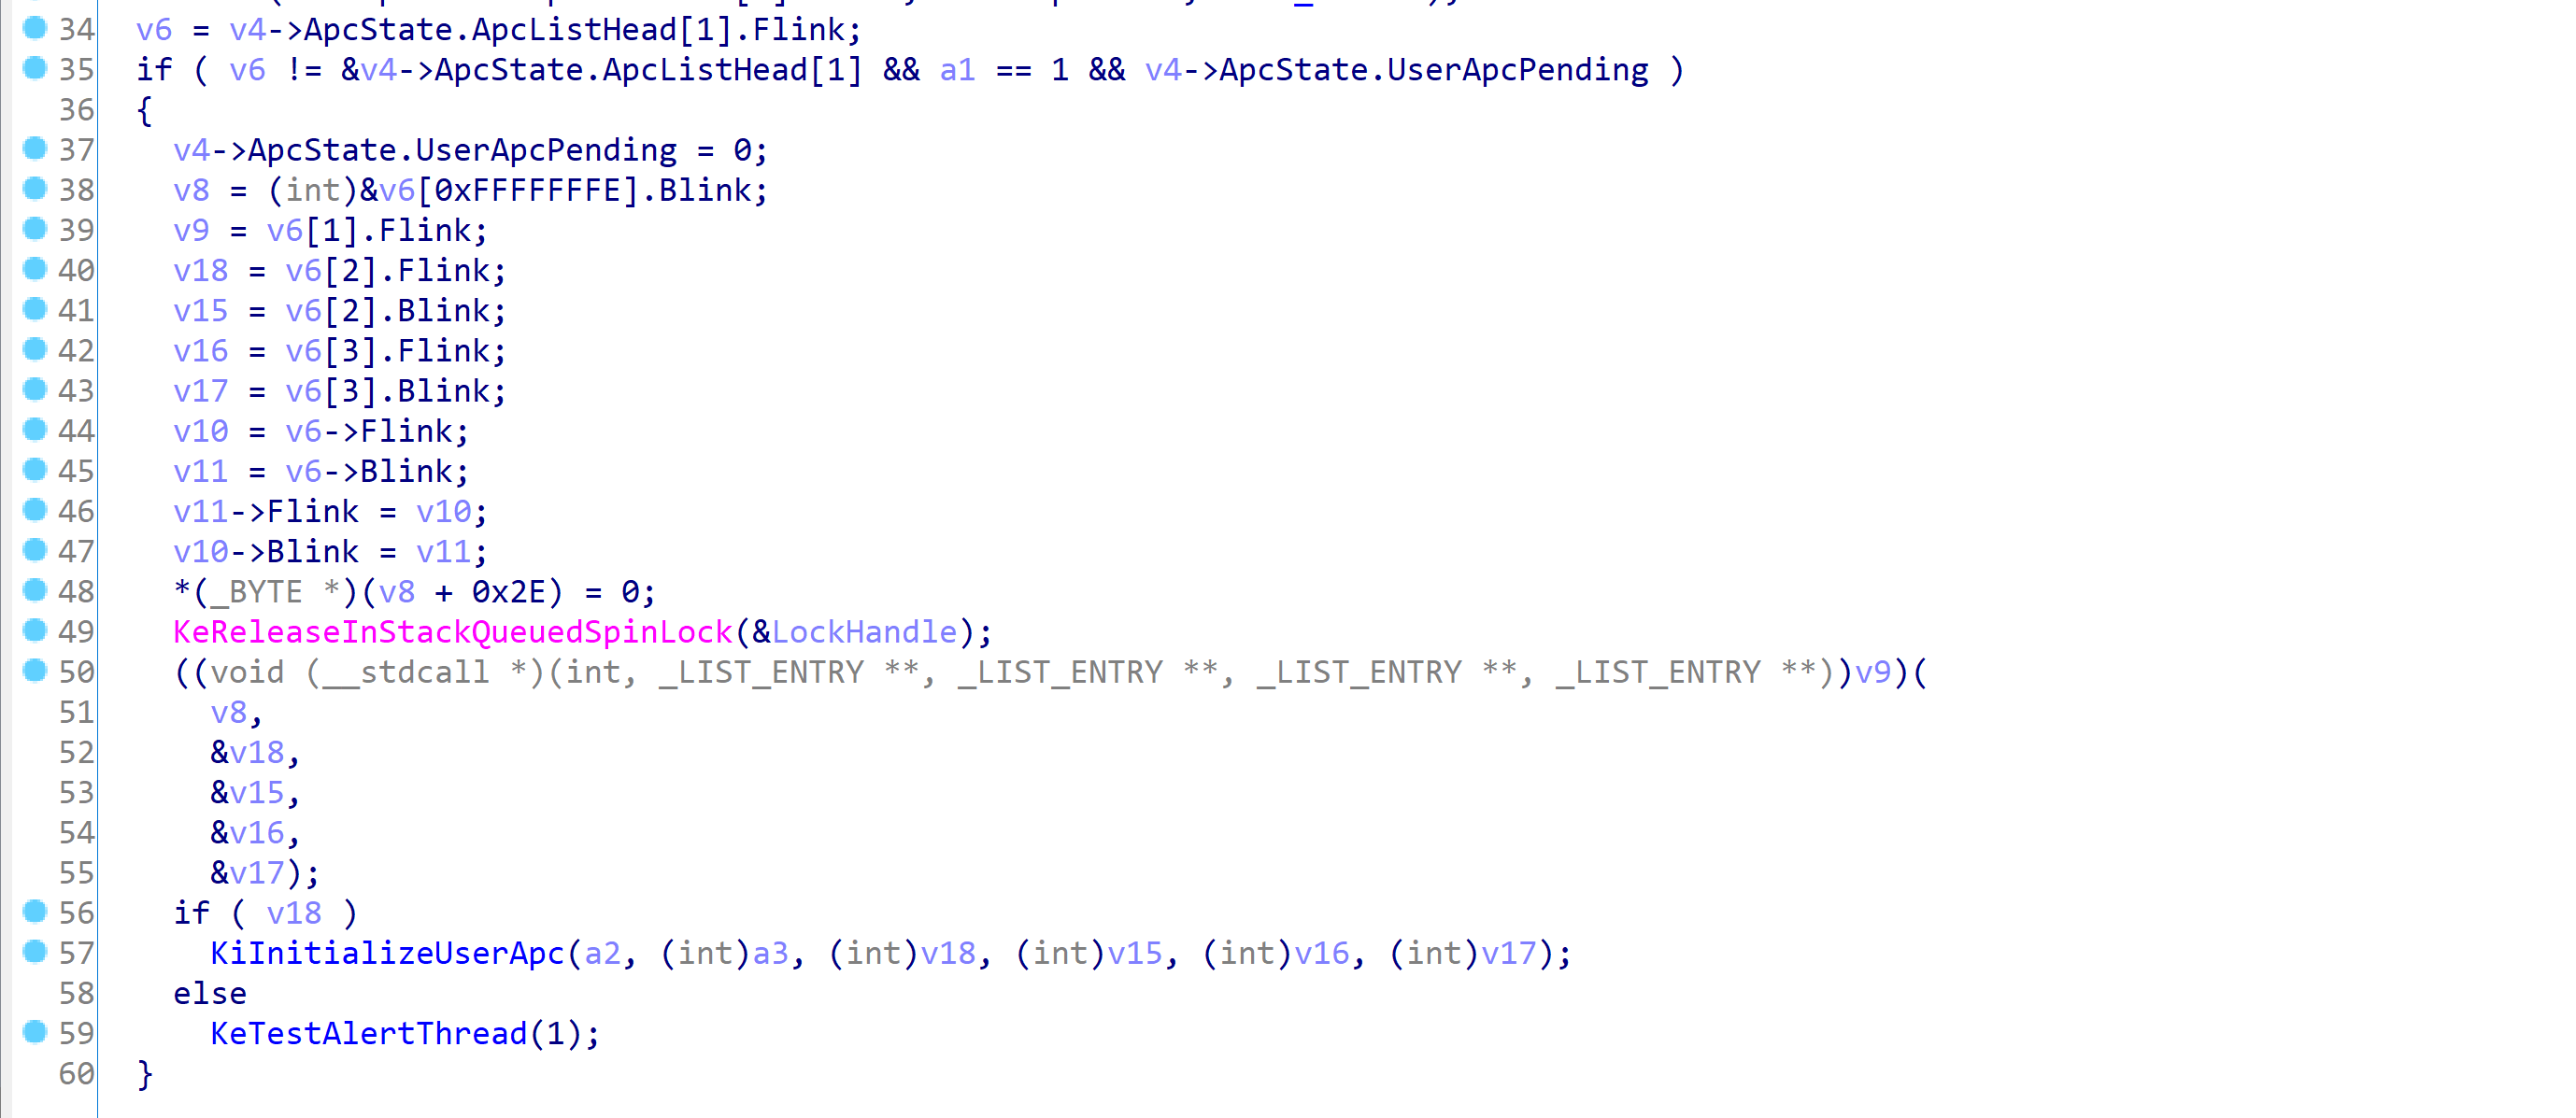 34 v6 = v4->ApcState.ApcListHead[1].Flink;
35 if ( v6 != &v4->ApcState.ApcListHead[1] && a1 == 1 && v4->ApcState.UserApcPending )
36 {
37 v4->ApcState.UserApcPending = 0;
38 v8 = (int)&v6[0xFFFFFFFE].Blink;
39 v9 = v6[1].Flink;
40 v18 = v6[2].Flink;
41 v15 = v6[2].Blink;
42 v16 = v6[3].Flink;
43 v17 = v6[3].Blink;
44 v10 = v6->Flink;
45 v11 = v6->Blink;
46 v11->Flink = v10;
47 v10->Blink = v11;
48 *(_BYTE *)(v8 + 0x2E) = 0;
49 KeReleaseInStackQueuedSpinLock(&LockHandle);
50 ((void (__stdcall *)(int, _LIST_ENTRY **, _LIST_ENTRY **, _LIST_ENTRY **, _LIST_ENTRY **))v9)(
51 v8,
52 &v18,
53 &v15,
54 &v16,
55 &v17);
56 if ( v18 )
57 KiInitializeUserApc(a2, (int)a3, (int)v18, (int)v15, (int)v16, (int)v17);
58 else
59 KeTestAlertThread(1);
60 }